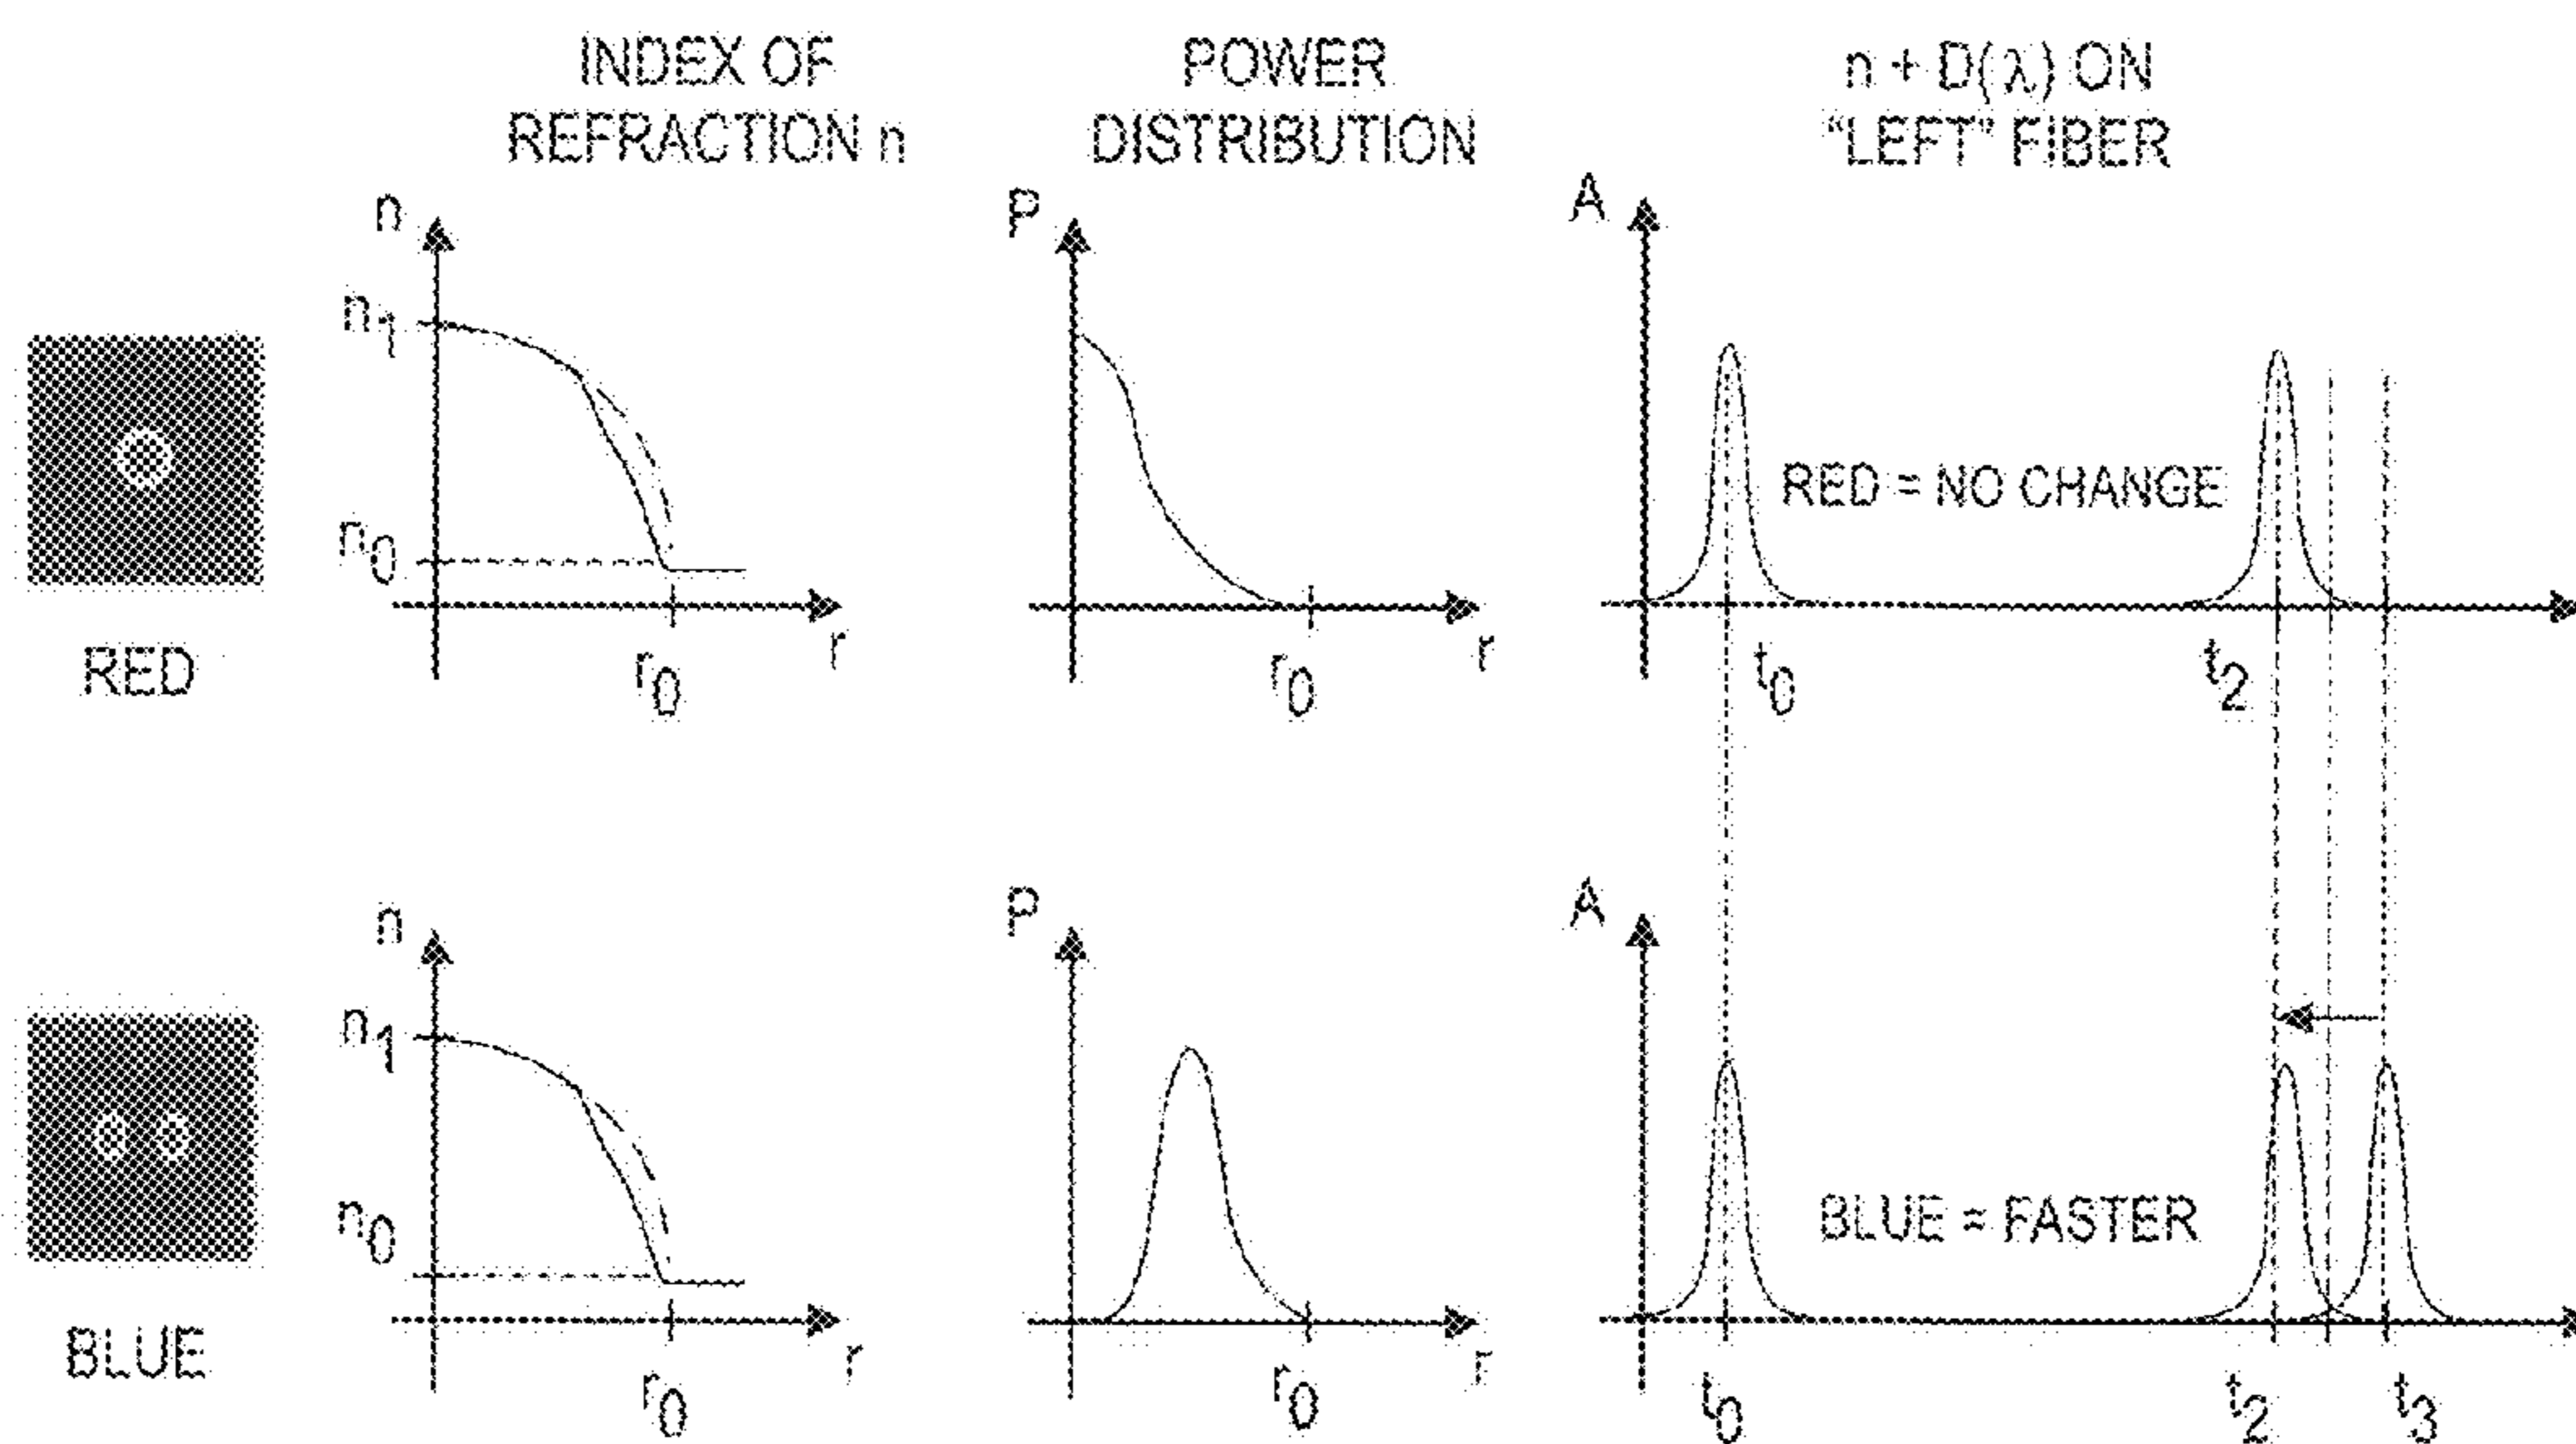 INDEX OF
REFRACTION n
POWER
DISTRIBUTION
n + D(λ) ON
"LEFT" FIBER
n
n1
n0
r0
r
RED
P
r0
r
A
RED = NO CHANGE
t0
t2
n
n1
n0
r0
r
BLUE
P
r0
r
A
BLUE = FASTER
t0
t2
t3